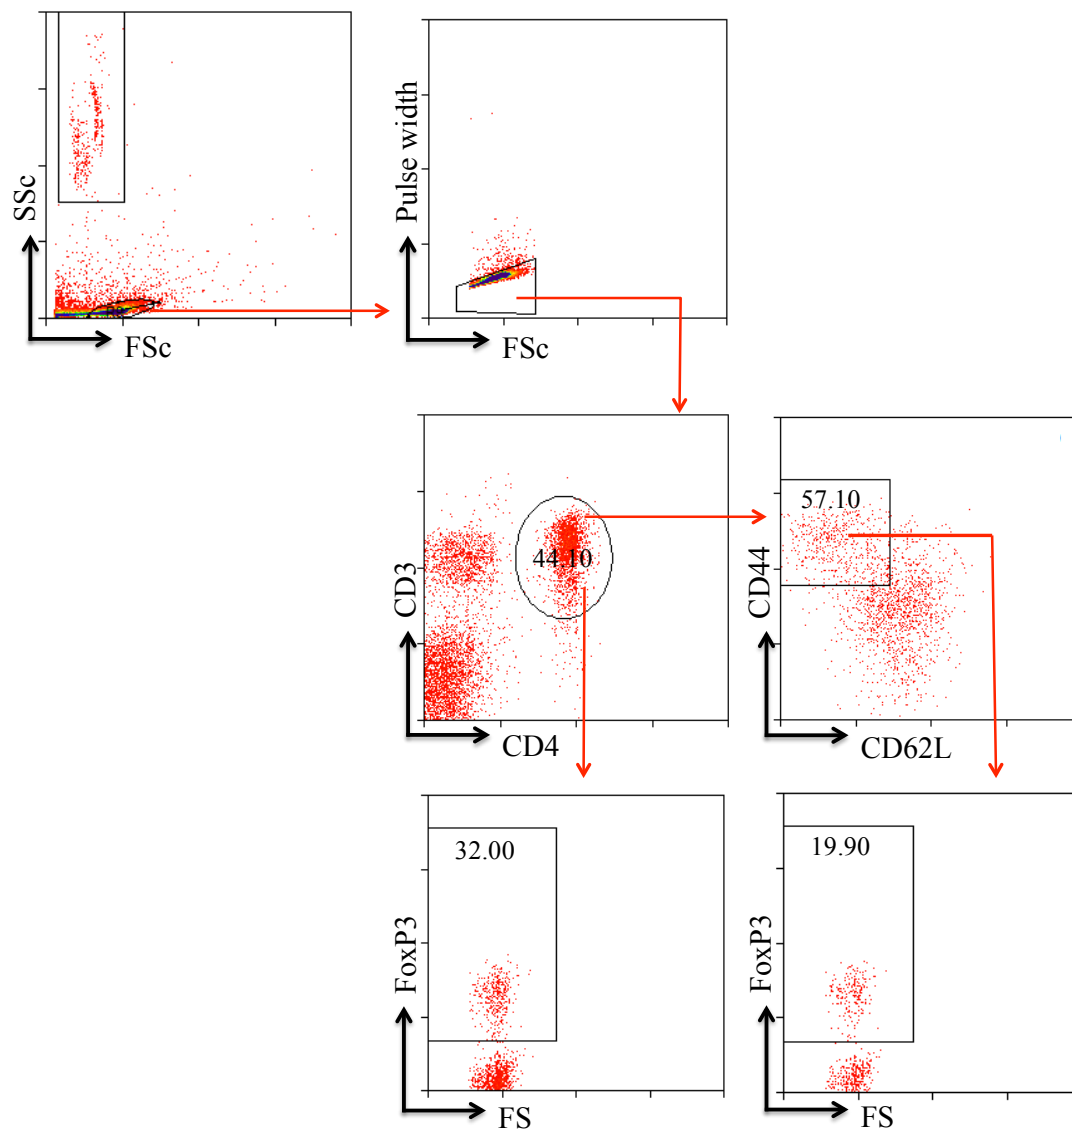 SSc
FSc
Pulse width
FSc
CD3
44.10
CD4
CD44
57.10
CD62L
FoxP3
32.00
FS
FoxP3
19.90
FS